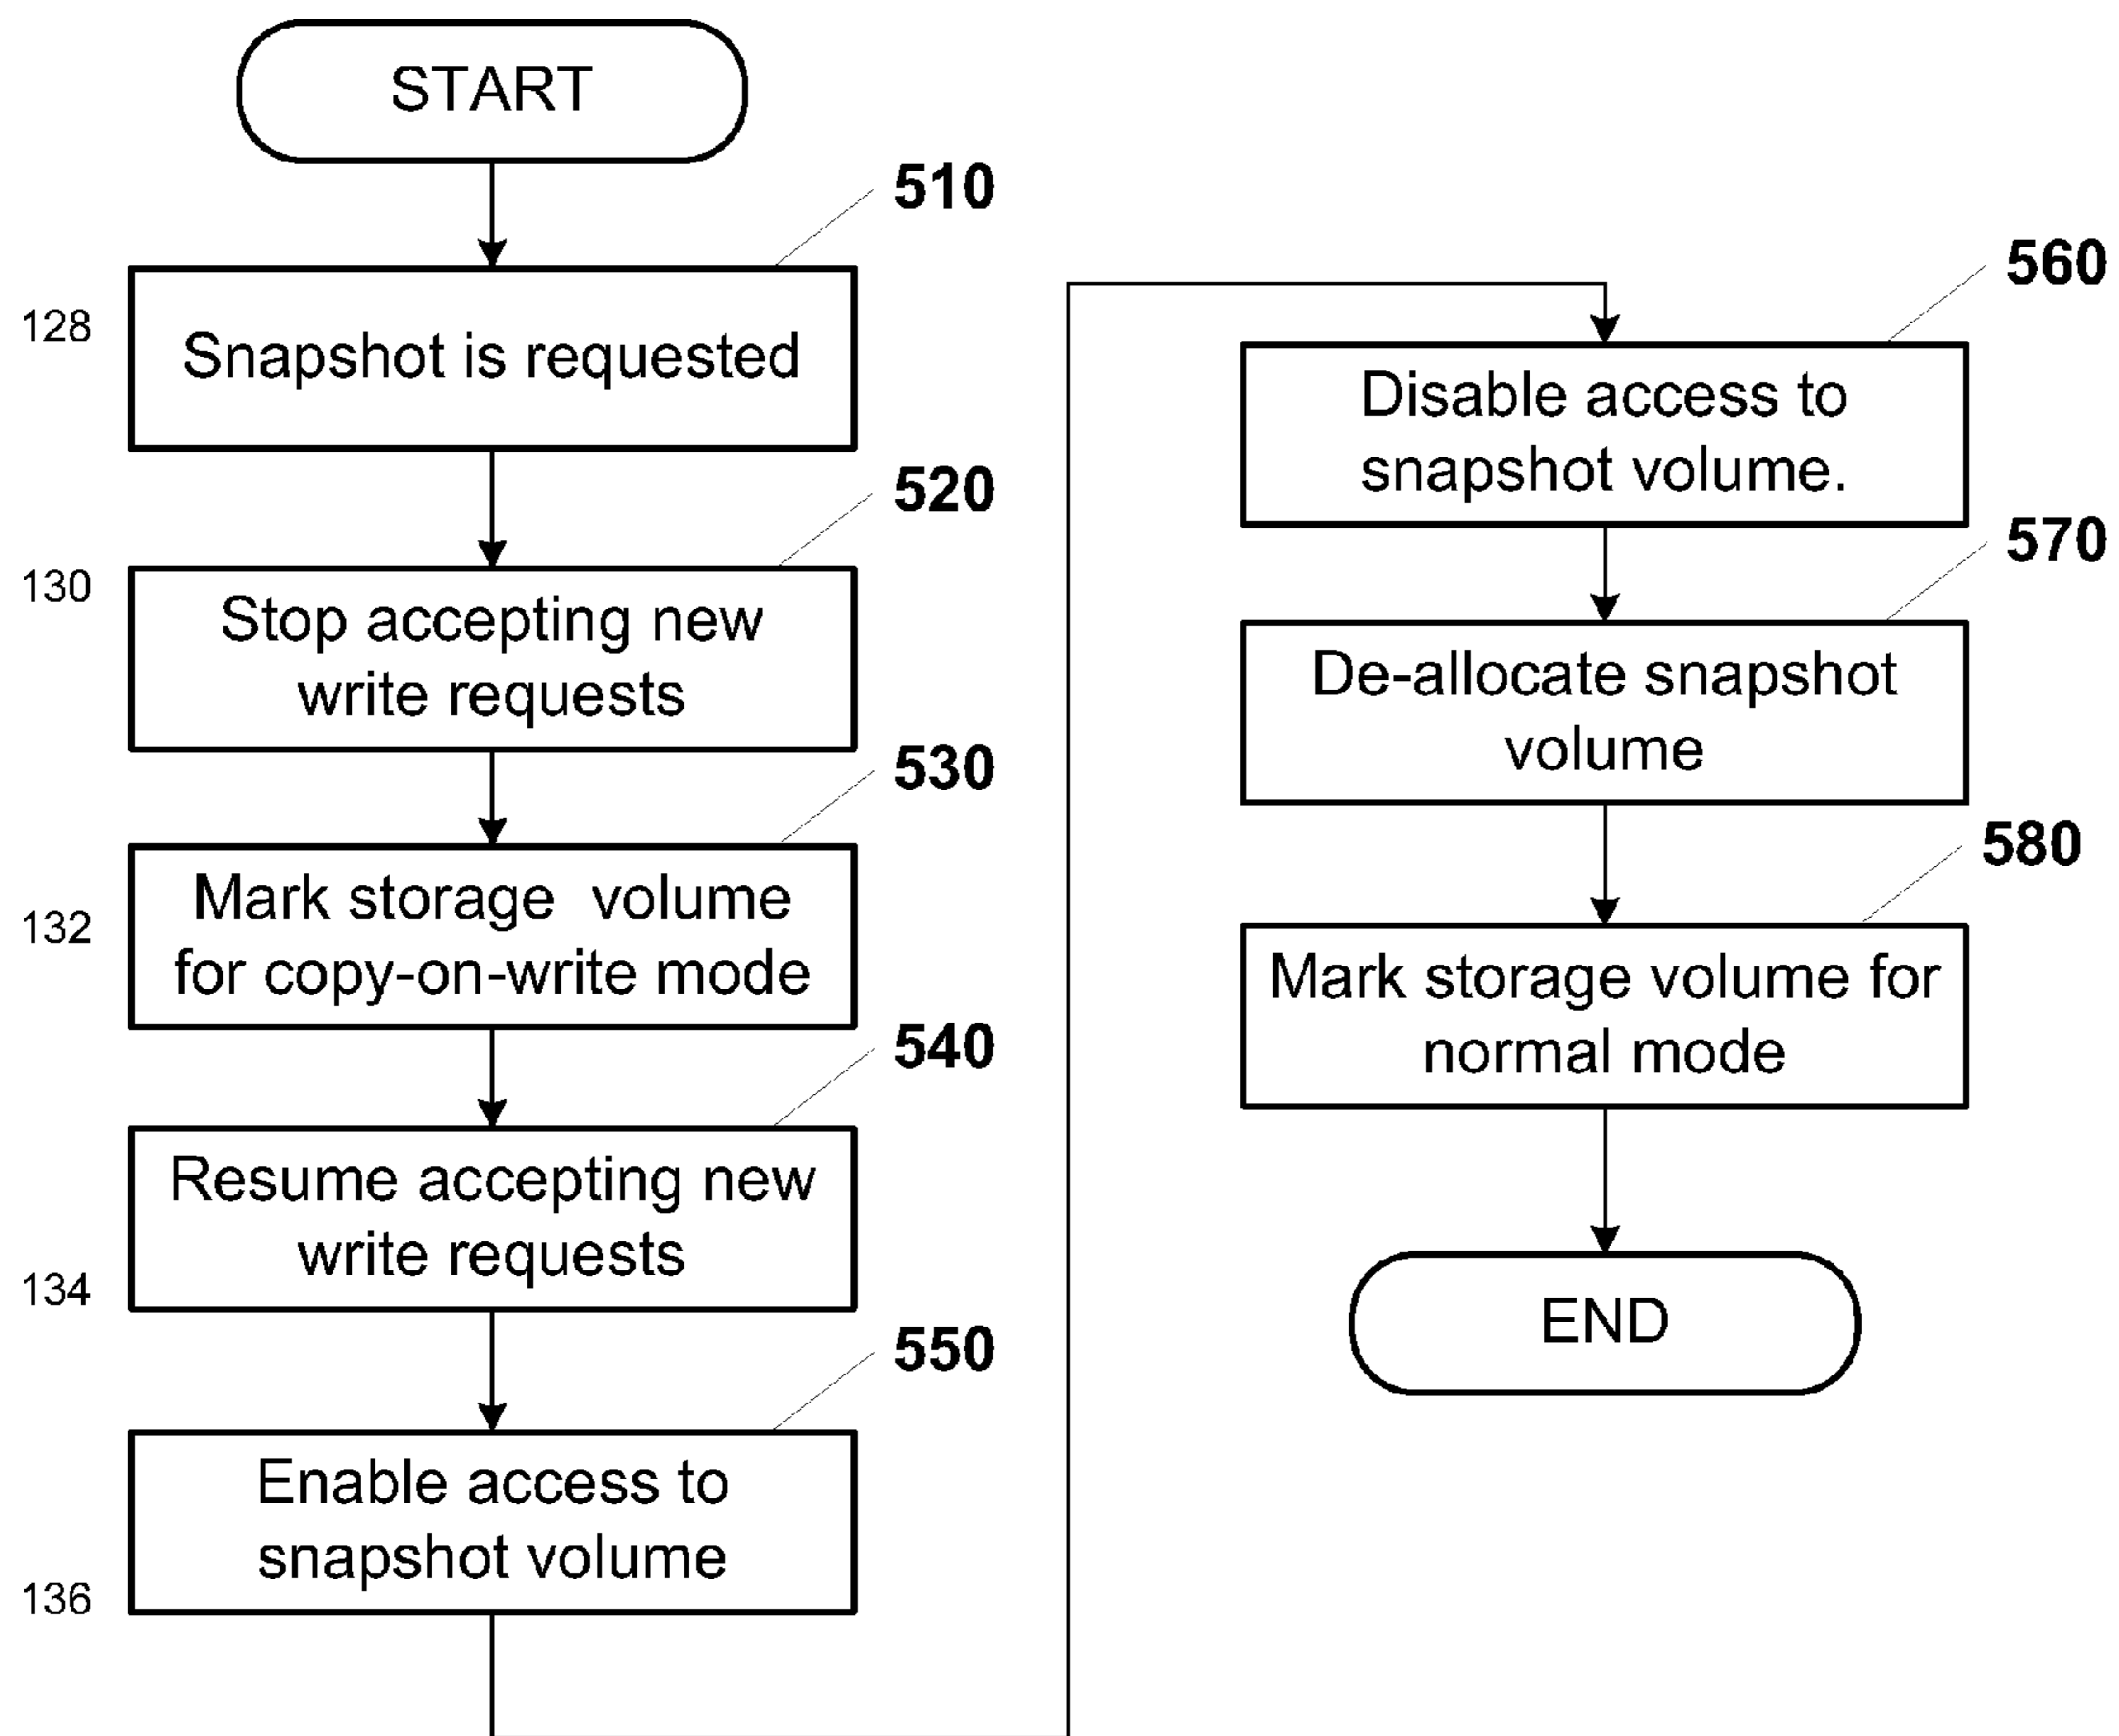 START
510
128
Snapshot is requested
520
130
Stop accepting new
write requests
530
Mark storage volume
132
for copy-on-write mode
540
Resume accepting new
write requests
134
550
Enable access to
snapshot volume
136
560
Disable access to
snapshot volume.
570
De-allocate snapshot
volume
580
Mark storage volume for
normal mode
END